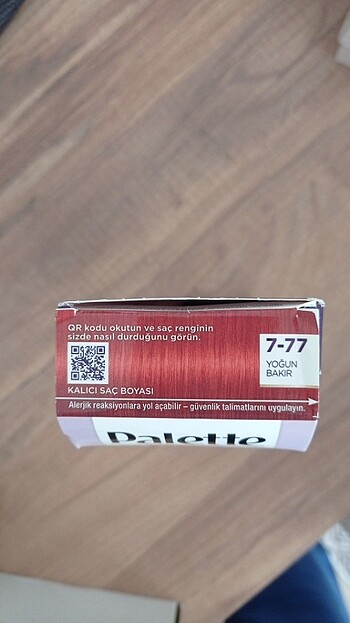 QR kodu okutun ve saç renginin
sizde nasıl durduğunu görün.
7-77
YOĞUN
BAKIR
KALICI SAÇ BOYASI
Alerjik reaksiyonlara yol açabilir – güvenlik talimatlarını uygulayın.
Palette